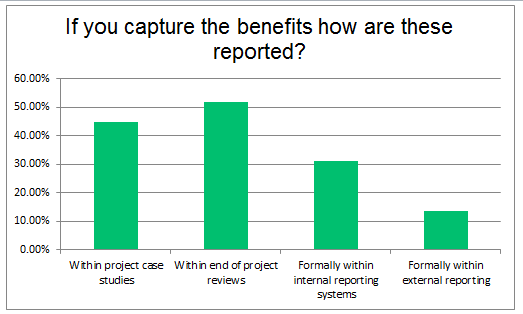 If you capture the benefits how are these
reported?
60.00%
50.00%
40.00%
30.00%
20.00%
10.00%
0.00%
Within project case
studies
Within end of project
reviews
Formally within
internal reporting
systems
Formally within
external reporting